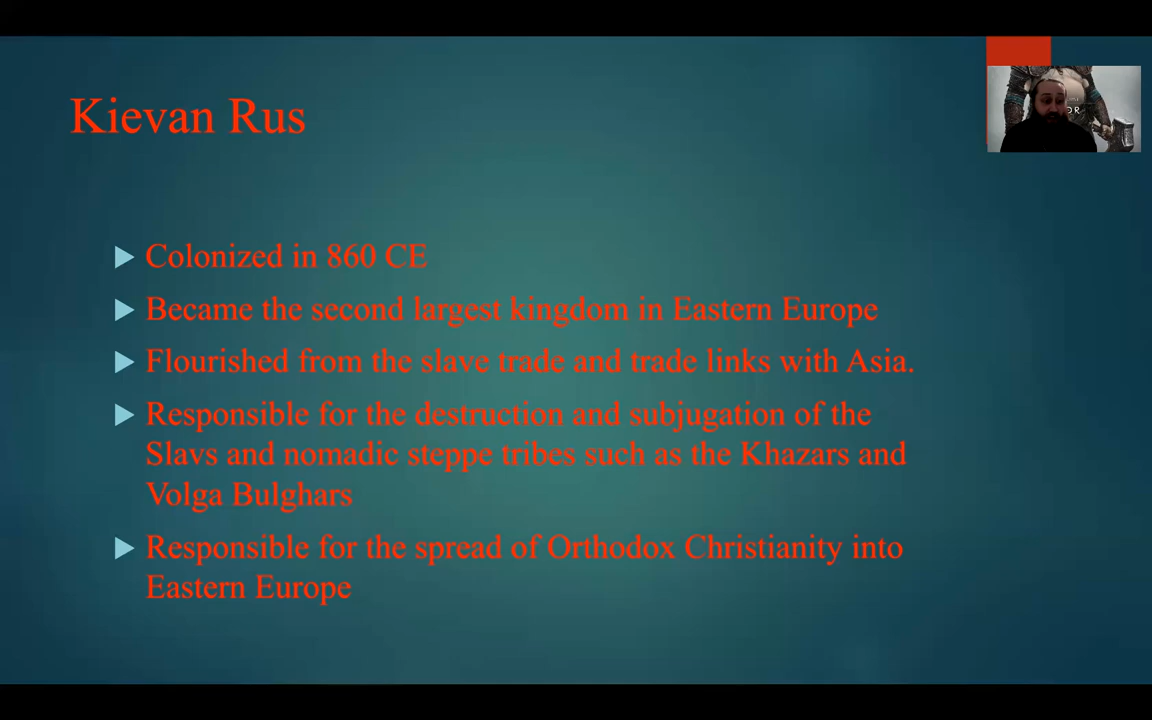 Kievan Rus
Colonized in 860 CE
Became the second largest kingdom in Eastern Europe
Flourished from the slave trade and trade links with Asia.
Responsible for the destruction and subjugation of the
Slavs and nomadic steppe tribes such as the Khazars and
Volga Bulghars
Responsible for the spread of Orthodox Christianity into
Eastern Europe